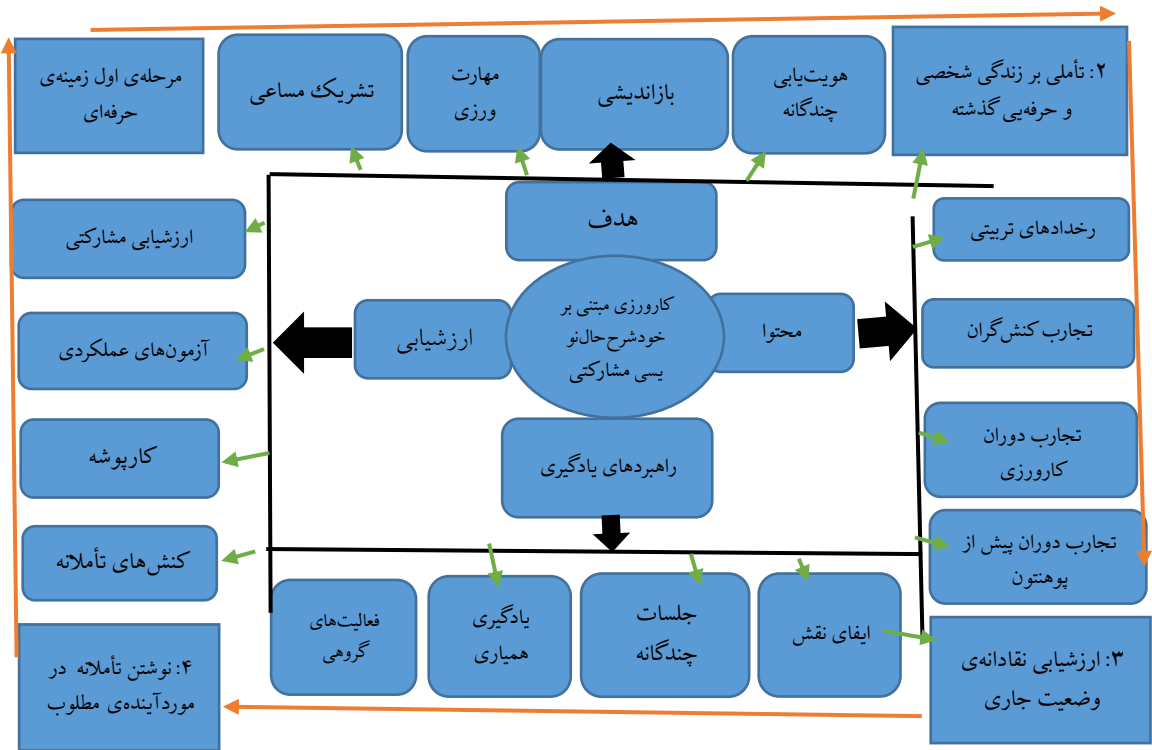 مرحله‌ی اول زمینه‌ی
حرفه‌ای
تشریک مساعی
مهارت
ورزی
بازاندیشی
هویت‌یابی
چندگانه
۲: تأملی بر زندگی شخصی
و حرفه‌یی گذشته
ارزشیابی مشارکتی
آزمون‌های عملکردی
کارپوشه
کنش‌های تأملانه
هدف
کارورزی مبتنی بر
خودشرح‌حال‌نو
یسی مشارکتی
ارزشیابی
محتوا
راهبردهای یادگیری
رخدادهای تربیتی
تجارب کنش‌گران
تجارب دوران
کارورزی
تجارب دوران پیش از
پوهنتون
فعالیت‌های
گروهی
یادگیری
همیاری
جلسات
چندگانه
ایفای نقش
۳: ارزشیابی نقادانه‌ی
وضعیت جاری
۴: نوشتن تأملانه در
موردآینده‌ی مطلوب